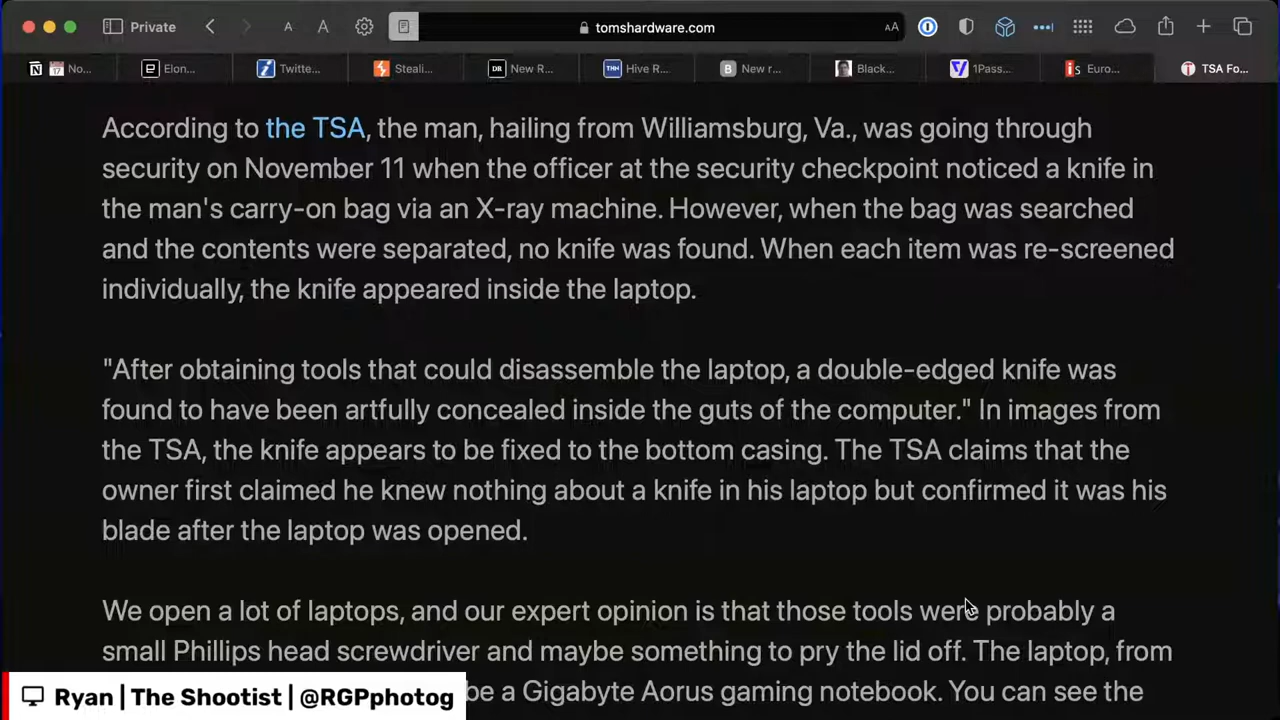 Private
A A
tomshardware.com
AA
17 No...
Elon...
Twitte...
Steali...
DR New R...
THH Hive R...
B New r...
Black...
1Pass...
is Euro...
TSA Fo...
According to the TSA, the man, hailing from Williamsburg, Va., was going through
security on November 11 when the officer at the security checkpoint noticed a knife in
the man's carry-on bag via an X-ray machine. However, when the bag was searched
and the contents were separated, no knife was found. When each item was re-screened
individually, the knife appeared inside the laptop.
"After obtaining tools that could disassemble the laptop, a double-edged knife was
found to have been artfully concealed inside the guts of the computer." In images from
the TSA, the knife appears to be fixed to the bottom casing. The TSA claims that the
owner first claimed he knew nothing about a knife in his laptop but confirmed it was his
blade after the laptop was opened.
We open a lot of laptops, and our expert opinion is that those tools were probably a
small Phillips head screwdriver and maybe something to pry the lid off. The laptop, from
be a Gigabyte Aorus gaming notebook. You can see the
Ryan | The Shootist | @RGPphotog